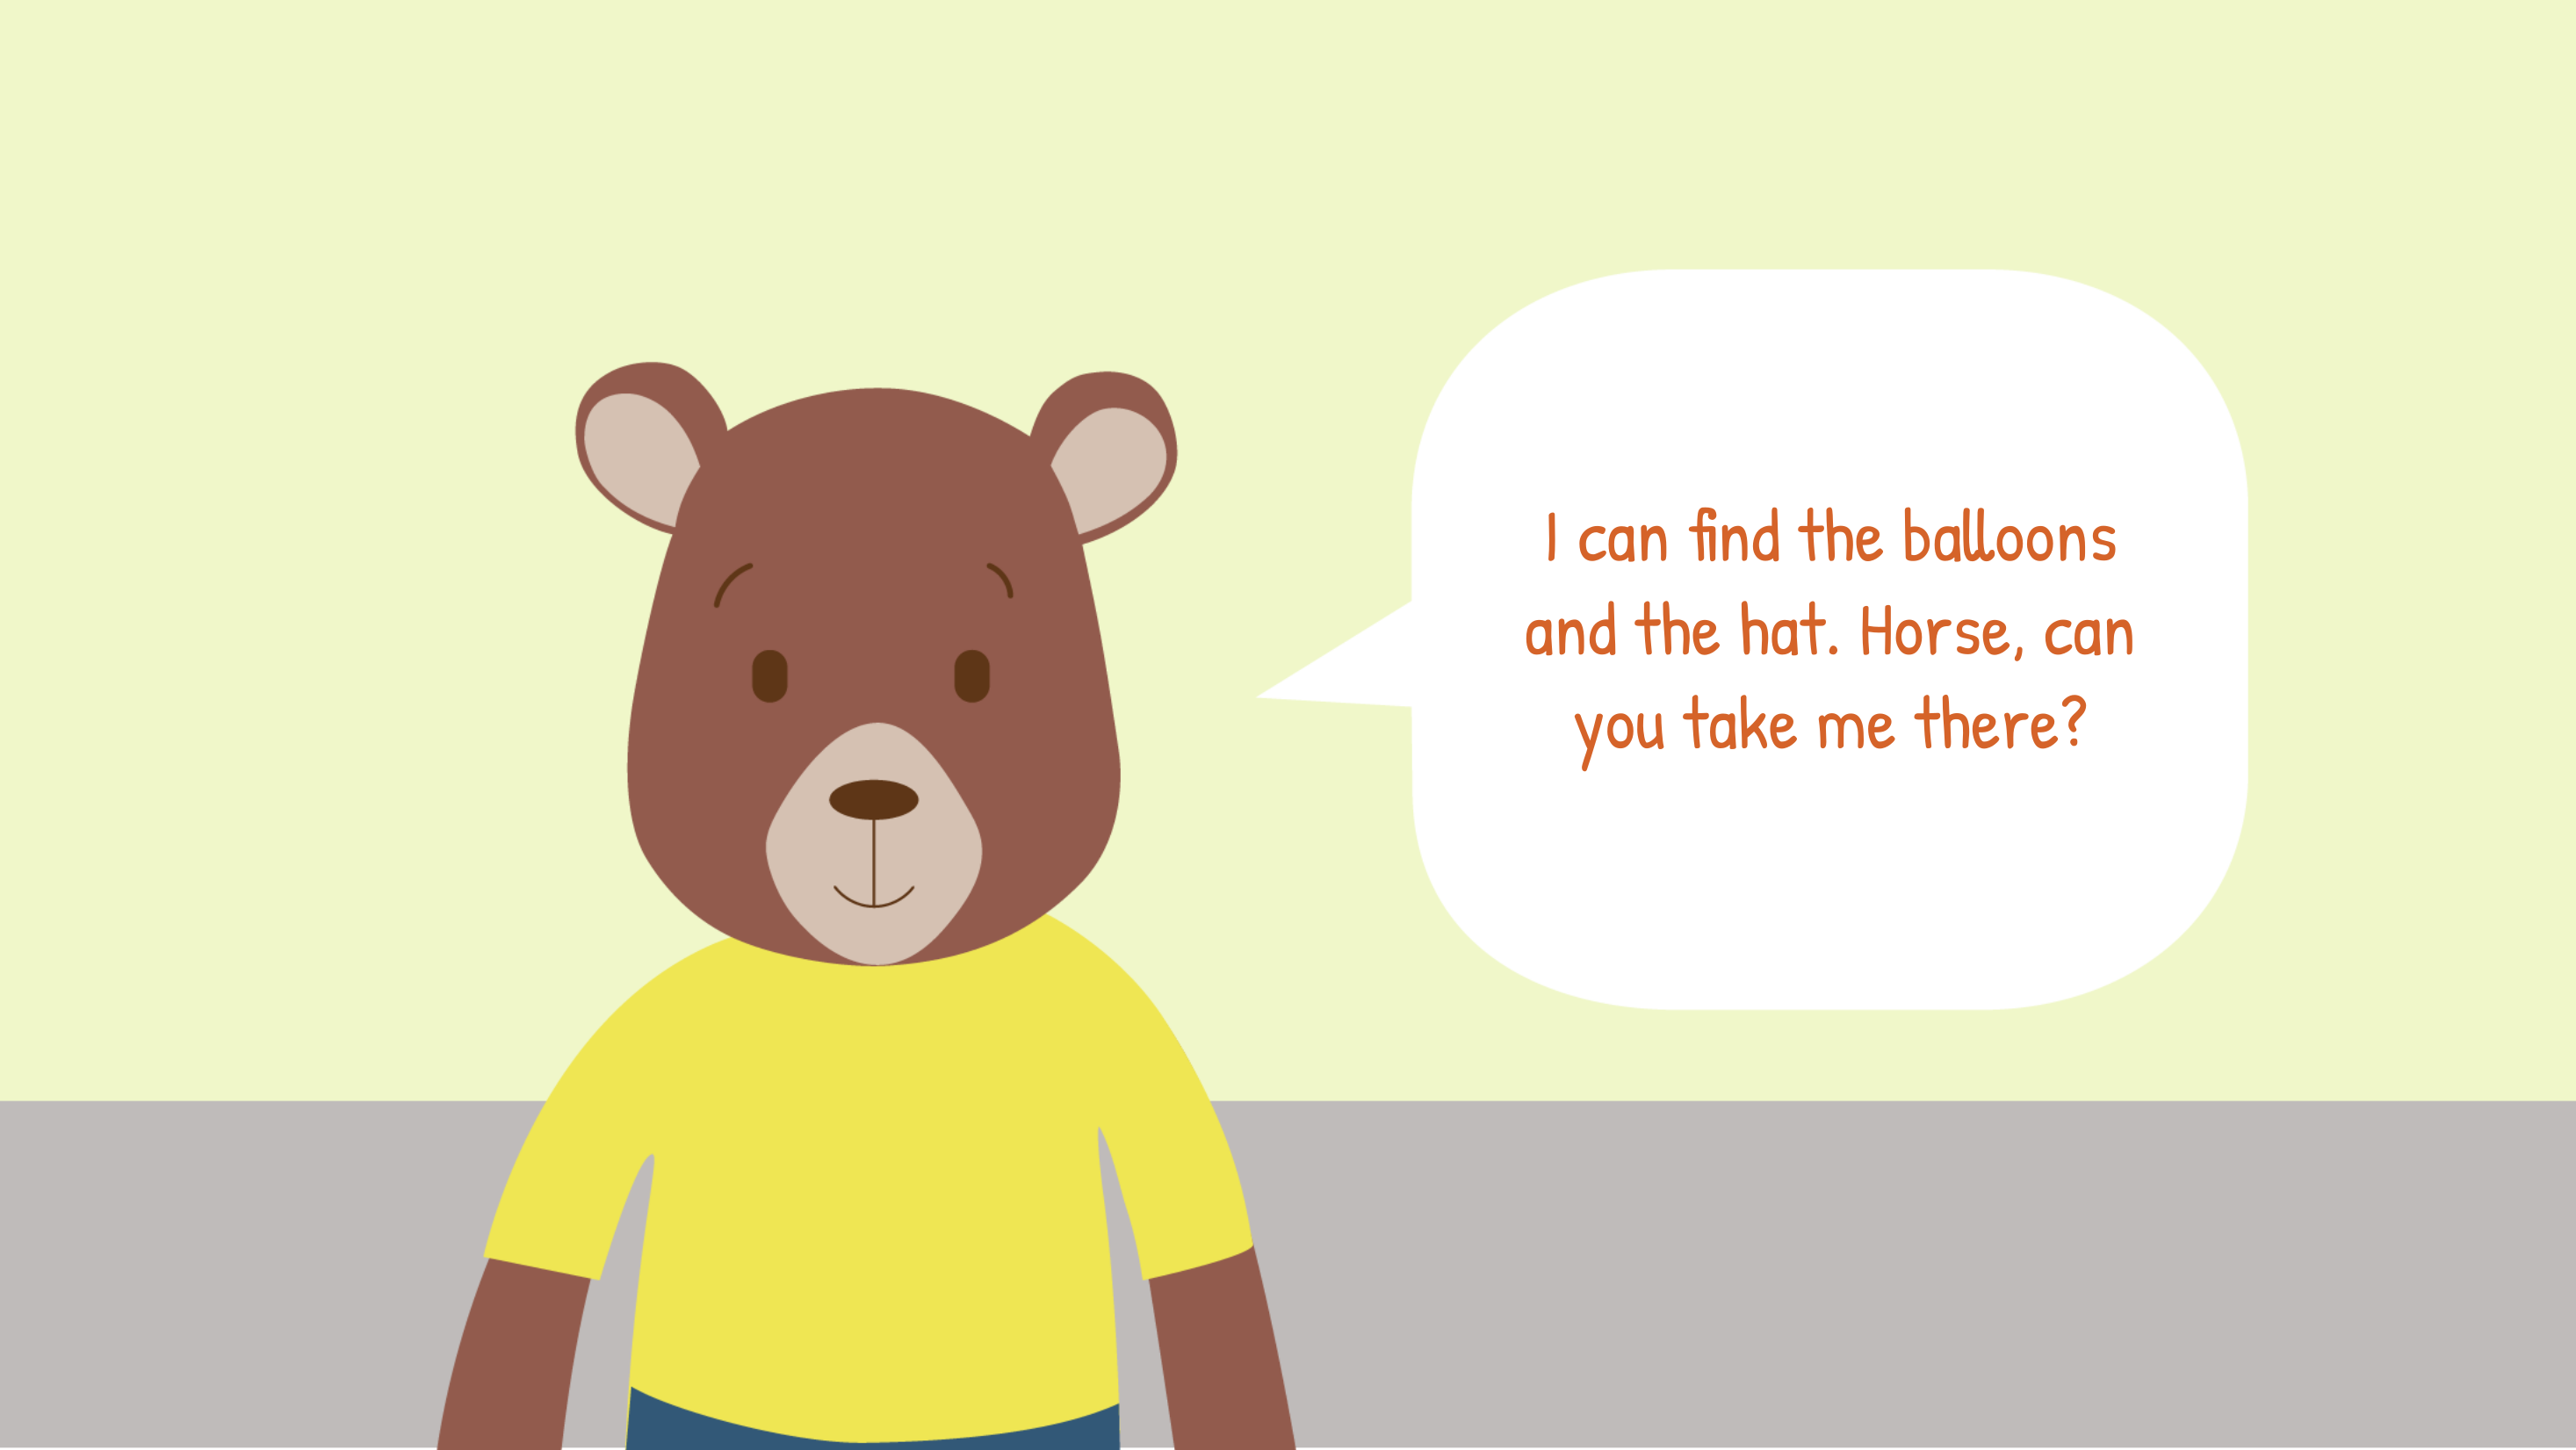 I can find the balloons
and the hat. Horse, can
you take me there?